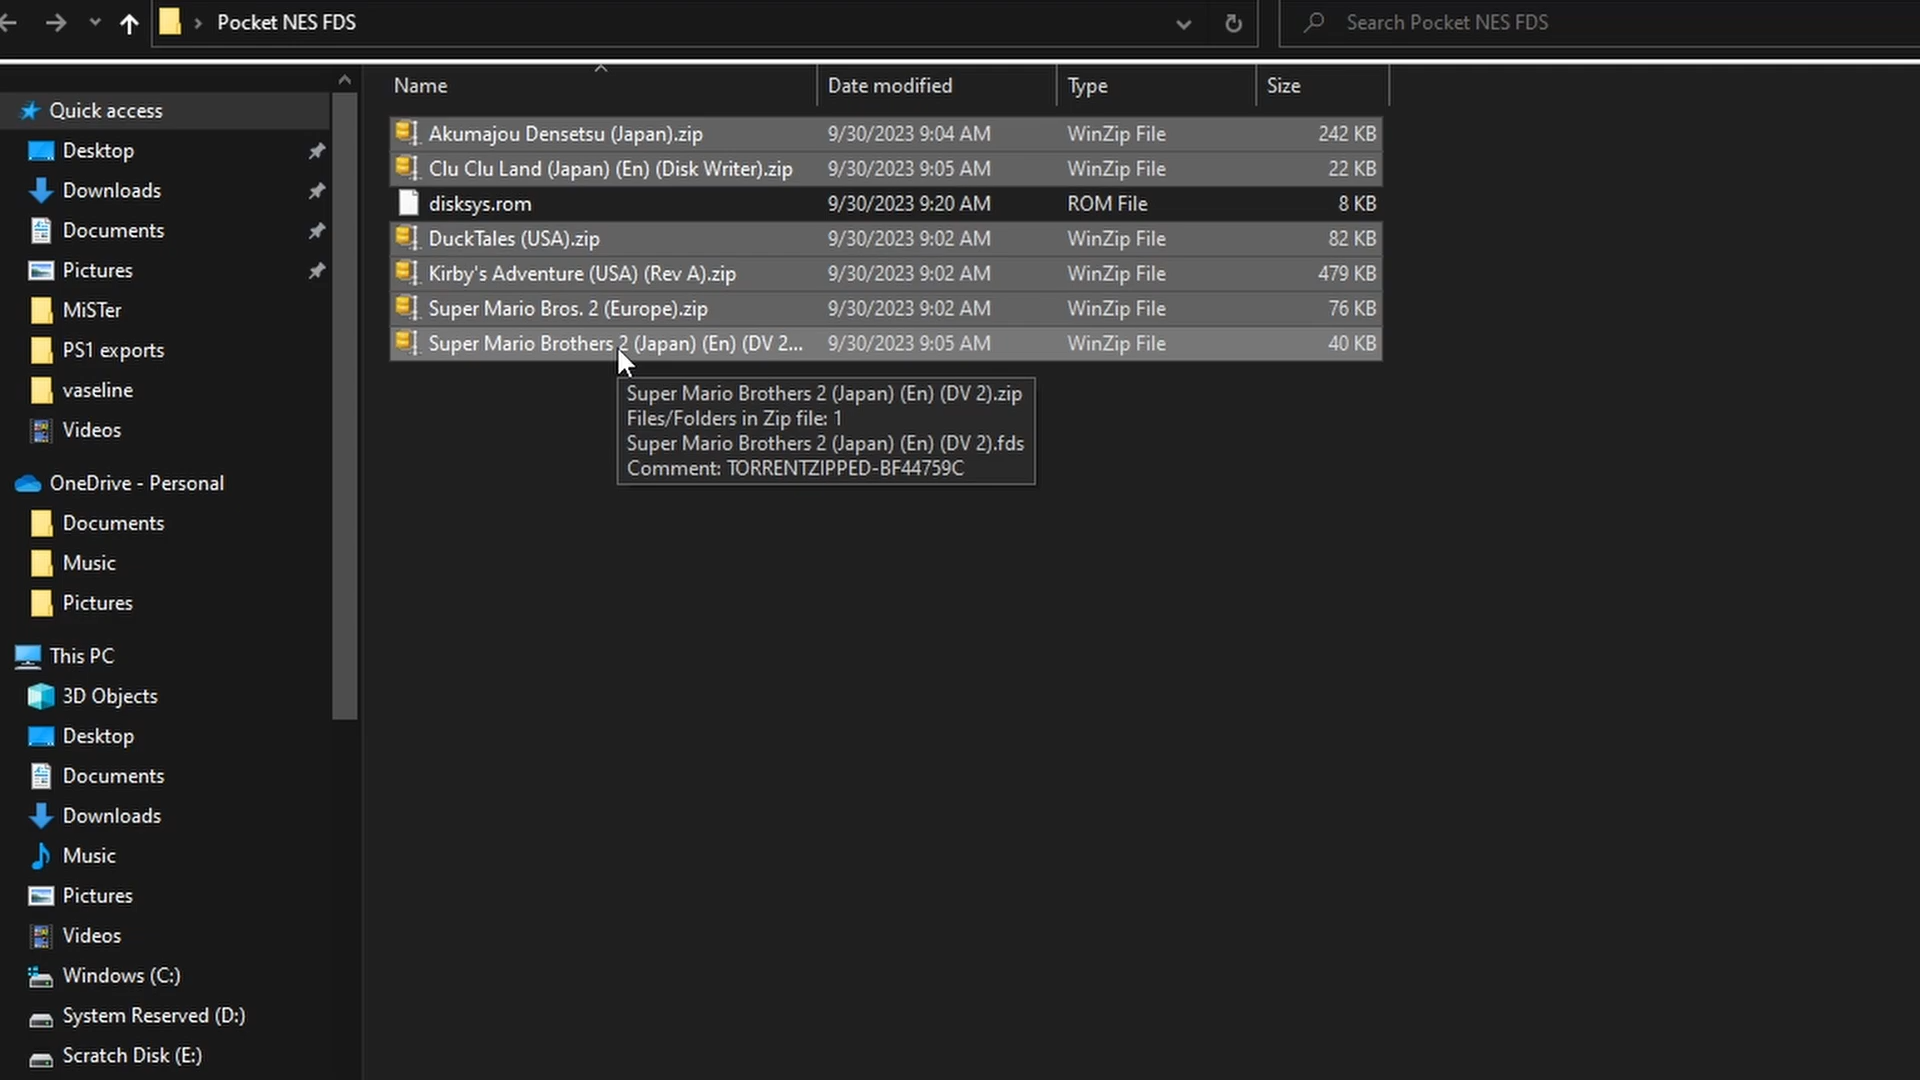 Pocket NES FDS
Search Pocket NES FDS
Name
Date modified
Type
Size
Quick access
Desktop
Downloads
Documents
Pictures
MiSTer
PS1 exports
vaseline
Videos
OneDrive - Personal
Documents
Music
Pictures
This PC
3D Objects
Desktop
Documents
Downloads
Music
Pictures
Videos
Windows (C:)
System Reserved (D:)
Scratch Disk (E:)
Akumajou Densetsu (Japan).zip 9/30/2023 9:04 AM WinZip File 242 KB
Clu Clu Land (Japan) (En) (Disk Writer).zip 9/30/2023 9:05 AM WinZip File 22 KB
disksys.rom 9/30/2023 9:20 AM ROM File 8 KB
DuckTales (USA).zip 9/30/2023 9:02 AM WinZip File 82 KB
Kirby's Adventure (USA) (Rev A).zip 9/30/2023 9:02 AM WinZip File 479 KB
Super Mario Bros. 2 (Europe).zip 9/30/2023 9:02 AM WinZip File 76 KB
Super Mario Brothers 2 (Japan) (En) (DV 2... 9/30/2023 9:05 AM WinZip File 40 KB
Super Mario Brothers 2 (Japan) (En) (DV 2).zip
Files/Folders in Zip file: 1
Super Mario Brothers 2 (Japan) (En) (DV 2).fds
Comment: TORRENTZIPPED-BF44759C